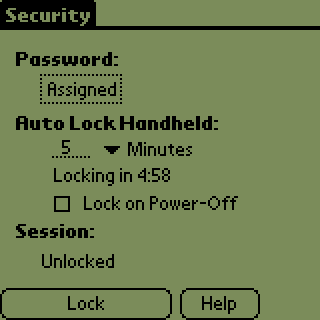 Security
Password:
Assigned
Auto Lock Handheld:
5 Minutes
Locking in 4:58
Lock on Power-Off
Session:
Unlocked
Lock Help